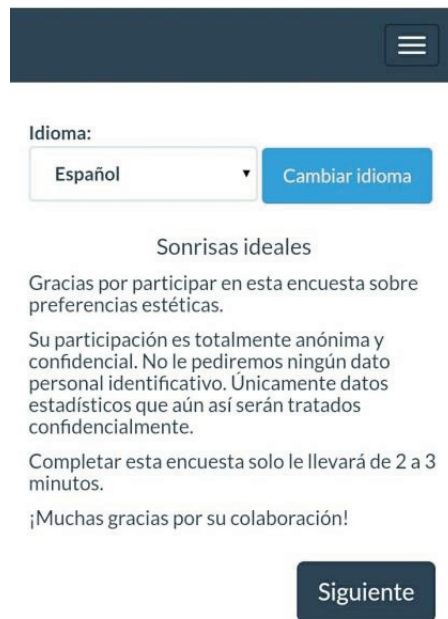 Idioma:
Español
Cambiar idioma
Sonrisas ideales
Gracias por participar en esta encuesta sobre
preferencias estéticas.
Su participación es totalmente anónima y
confidencial. No le pediremos ningún dato
personal identificativo. Únicamente datos
estadísticos que aún así serán tratados
confidencialmente.
Completar esta encuesta solo le llevará de 2 a 3
minutos.
¡Muchas gracias por su colaboración!
Siguiente